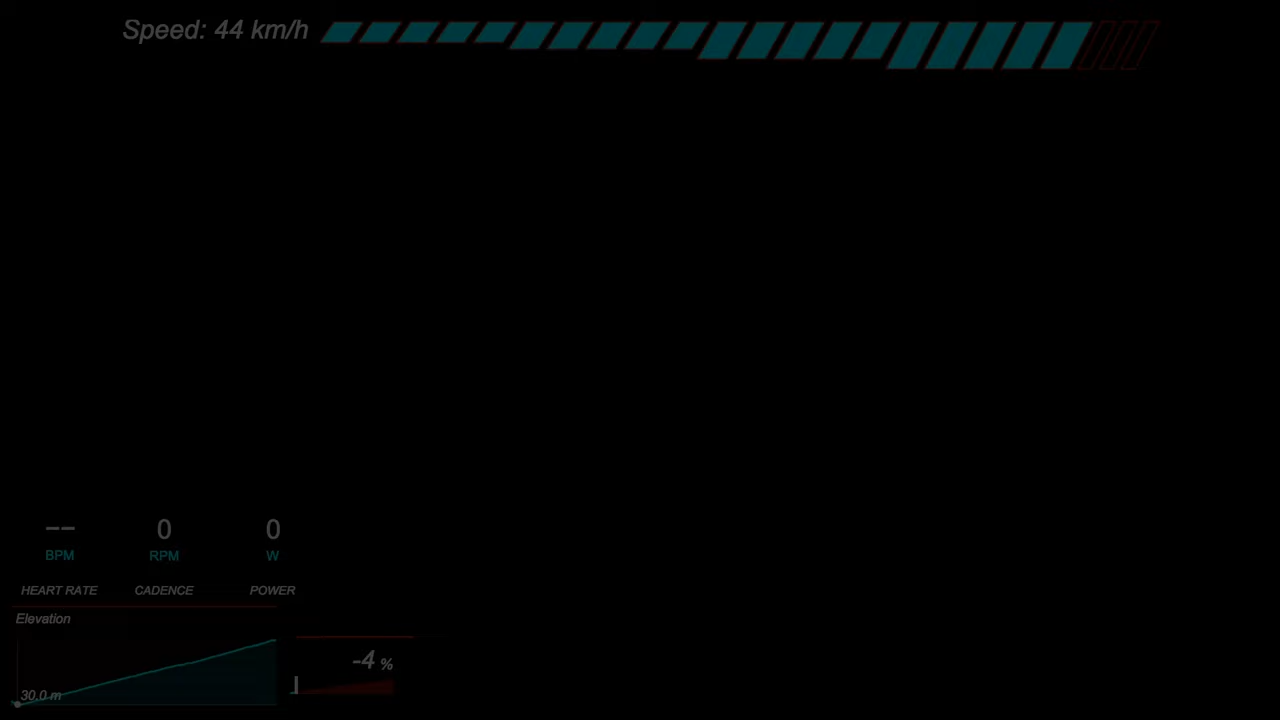 Speed: 44 km/h
-- 0 0
BPM RPM W
HEART RATE CADENCE POWER
Elevation
-4 %
30.0 m